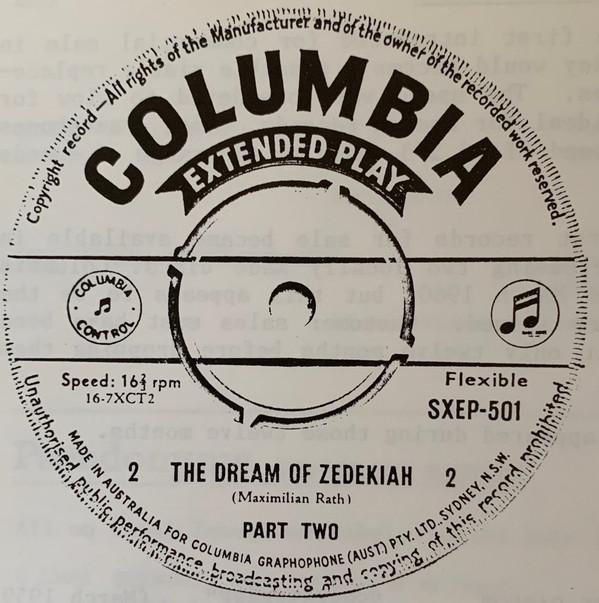 Copyright record—All rights of the Manufacturer and of the owner of the recorded work reserved.
COLUMBIA
EXTENDED PLAY
COLUMBIA
CONTROL
Speed: 16⅔ rpm
16-7XCT2
Flexible
SXEP-501
2 THE DREAM OF ZEDEKIAH 2
(Maximilian Rath)
PART TWO
MADE IN AUSTRALIA FOR COLUMBIA GRAPHOPHONE (AUST) PTY. LTD. SYDNEY, N.S.W.
Unauthorised public performance broadcasting and copying of this record prohibited